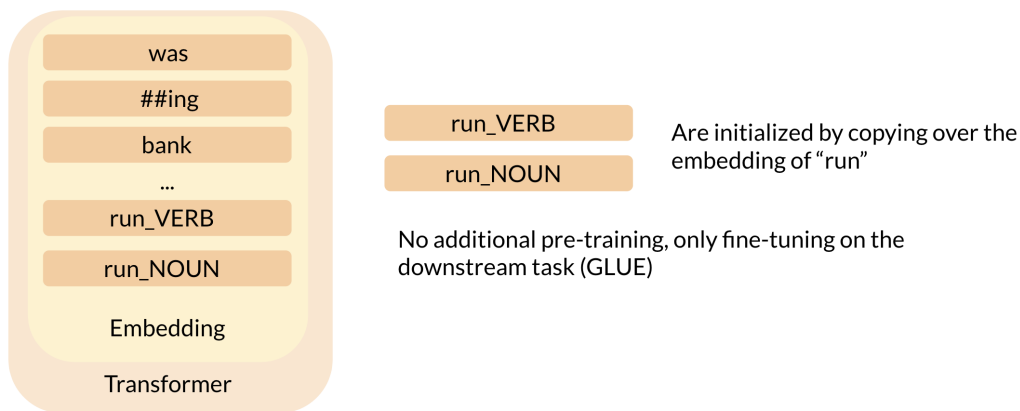 was
##ing
bank
...
run_VERB
run_NOUN
Embedding
Transformer
run_VERB
run_NOUN
Are initialized by copying over the
embedding of “run”
No additional pre-training, only fine-tuning on the
downstream task (GLUE)